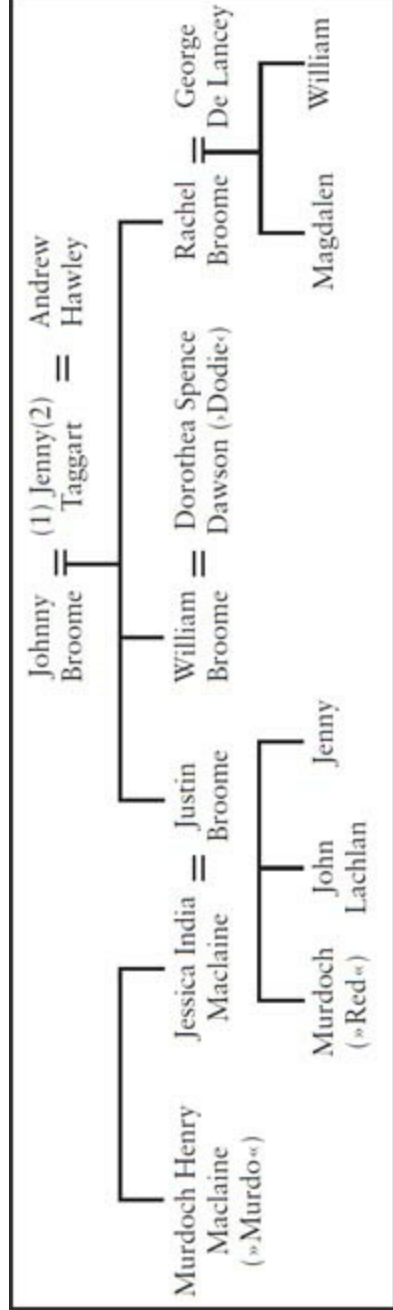 Johnny
Broome
=
(1) Jenny(2)
Taggart
=
Andrew
Hawley
Murdoch Henry
Maclaine
(»Murdo«)
Jessica India
Maclaine
=
Justin
Broome
William
Broome
=
Dorothea Spence
Dawson (›Dodie‹)
Rachel
Broome
=
George
De Lancey
Murdoch
(»Red«)
John
Lachlan
Jenny
Magdalen
William